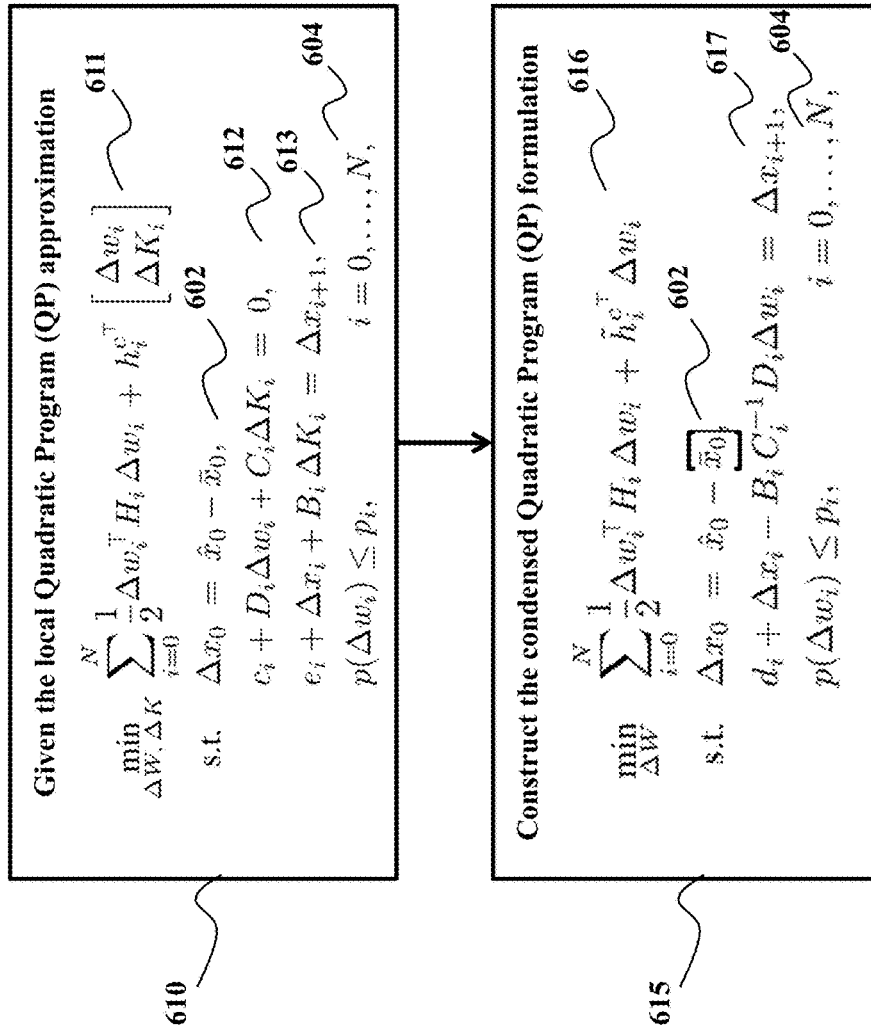 610
Given the local Quadratic Program (QP) approximation
min_{ΔW, ΔK} ∑_{i=0}^{N} 1/2 Δw_i^⊤ H_i Δw_i + h_i^{c⊤} [Δw_i ΔK_i] 611
s.t. Δx_0 = x̂_0 − x̄_0, 602
c_i + D_i Δw_i + C_i ΔK_i = 0, 612
e_i + Δx_i + B_i ΔK_i = Δx_{i+1}, 613
p(Δw_i) ≤ p_i, i = 0, …, N, 604
615
Construct the condensed Quadratic Program (QP) formulation
min_{ΔW} ∑_{i=0}^{N} 1/2 Δw_i^⊤ H_i Δw_i + h̃_i^{c⊤} Δw_i 616
s.t. Δx_0 = x̂_0 − [x̄_0], 602
d_i + Δx_i − B_i C_i^{−1} D_i Δw_i = Δx_{i+1}, 617
p(Δw_i) ≤ p_i, i = 0, …, N, 604